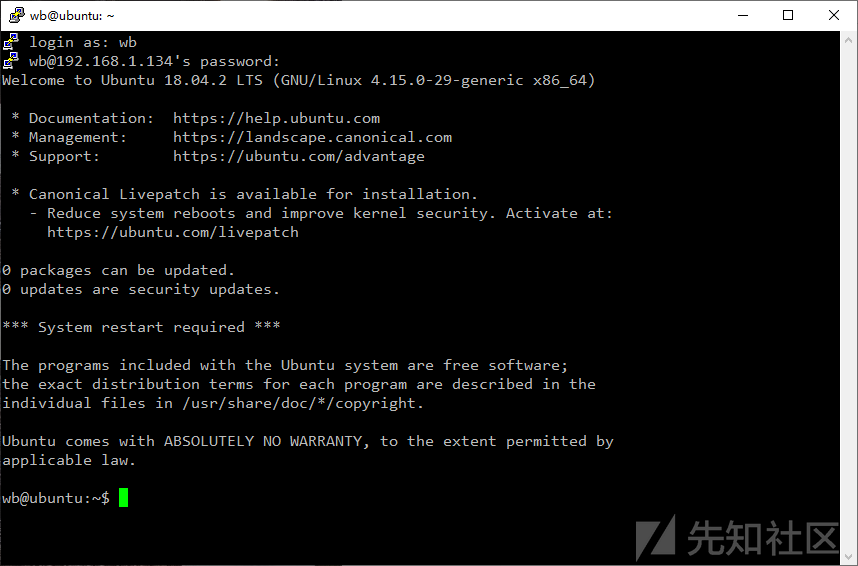 wb@ubuntu: ~
login as: wb
wb@192.168.1.134's password:
Welcome to Ubuntu 18.04.2 LTS (GNU/Linux 4.15.0-29-generic x86_64)
* Documentation:  https://help.ubuntu.com
* Management:     https://landscape.canonical.com
* Support:        https://ubuntu.com/advantage
* Canonical Livepatch is available for installation.
- Reduce system reboots and improve kernel security. Activate at:
https://ubuntu.com/livepatch
0 packages can be updated.
0 updates are security updates.
*** System restart required ***
The programs included with the Ubuntu system are free software;
the exact distribution terms for each program are described in the
individual files in /usr/share/doc/*/copyright.
Ubuntu comes with ABSOLUTELY NO WARRANTY, to the extent permitted by
applicable law.
wb@ubuntu:~$
先知社区